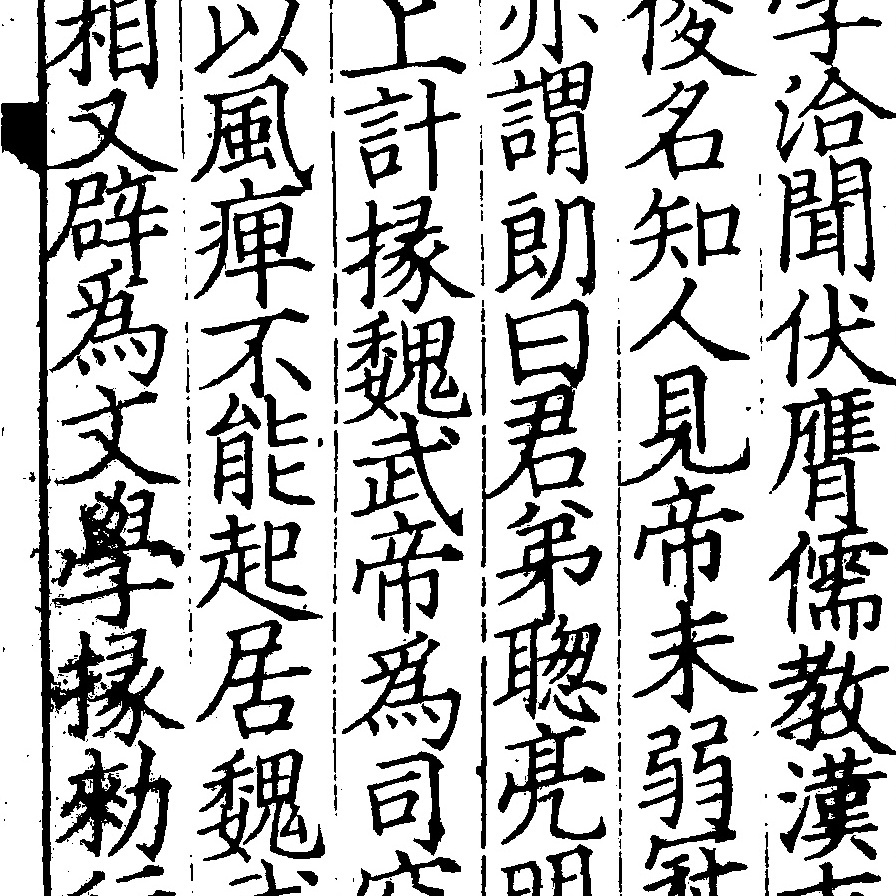 學洽聞伏膺儒教漢
俊名知人見帝未弱冠
亦謂朗曰君弟聦亮明
上計掾魏武帝爲司空
以風痺不能起居魏武
相又辟爲文學掾勑行